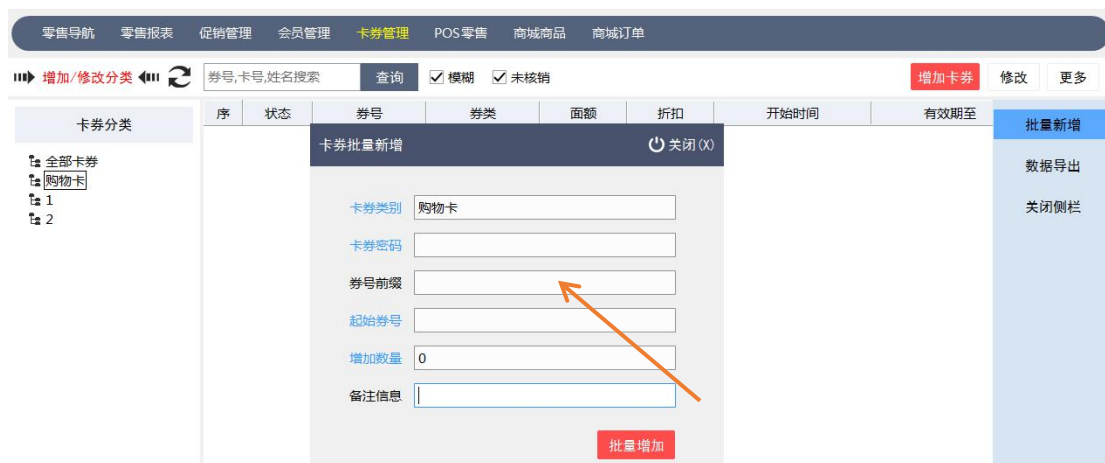 零售导航 零售报表 促销管理 会员管理 卡券管理 POS零售 商城商品 商城订单
增加/修改分类 券号,卡号,姓名搜索 查询 模糊 未核销 增加卡券 修改 更多
卡券分类 序 状态 券号 券类 面额 折扣 开始时间 有效期至 批量新增
卡券批量新增 关闭(X)
全部卡券 数据导出
购物卡
1 卡券类别 购物卡 关闭侧栏
2
卡券密码
券号前缀
起始券号
增加数量 0
备注信息
批量增加